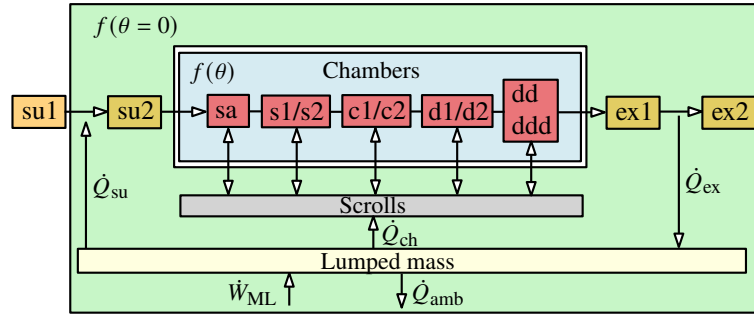 f(θ = 0)
f(θ)
Chambers
su1
su2
sa
s1/s2
c1/c2
d1/d2
dd
ddd
ex1
ex2
Q̇su
Q̇ex
Scrolls
Q̇ch
Lumped mass
ẆML
Q̇amb